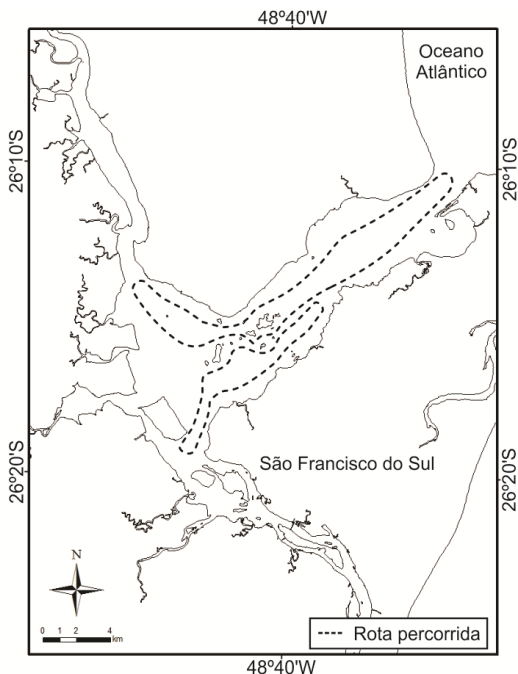 48º40'W
Oceano
Atlântico
26º10'S
26º10'S
26º20'S
26º20'S
São Francisco do Sul
N
0 1 2 4
km
Rota percorrida
48º40'W